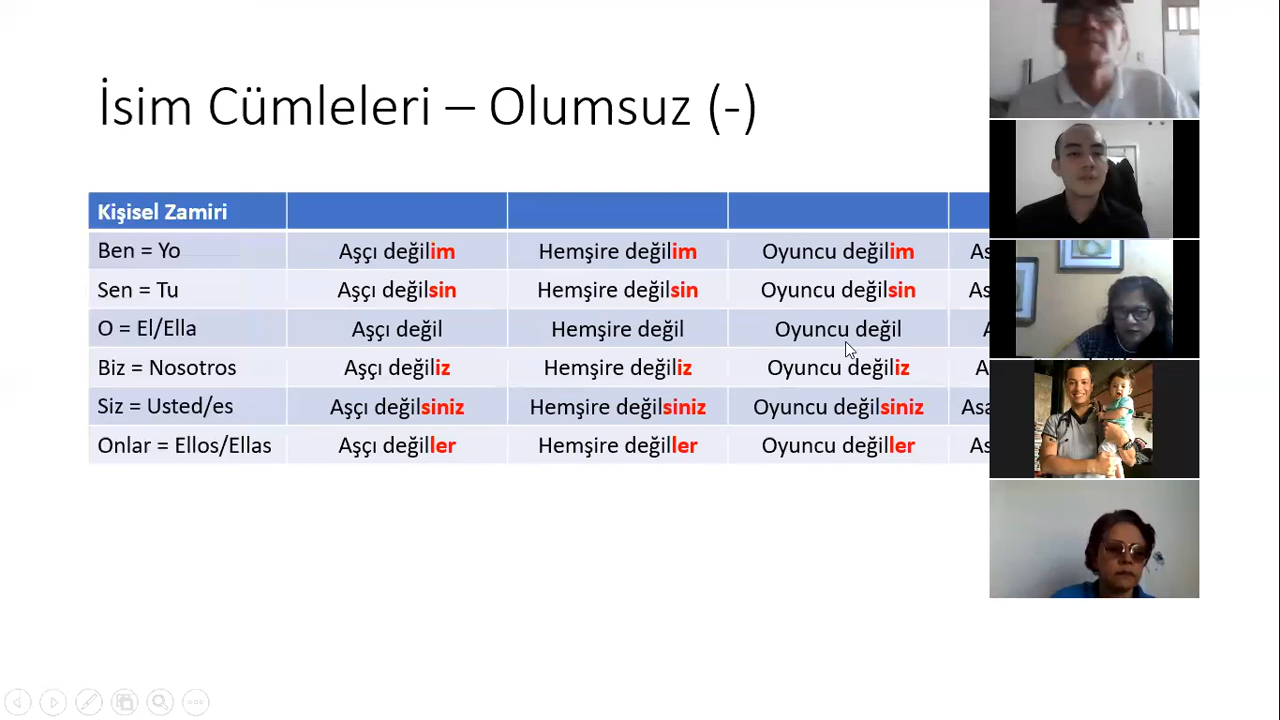 İsim Cümleleri – Olumsuz (-)
Kişisel Zamiri
Ben = Yo Aşçı değilim Hemşire değilim Oyuncu değilim
Sen = Tu Aşçı değilsin Hemşire değilsin Oyuncu değilsin
O = El/Ella Aşçı değil Hemşire değil Oyuncu değil
Biz = Nosotros Aşçı değiliz Hemşire değiliz Oyuncu değiliz
Siz = Usted/es Aşçı değilsiniz Hemşire değilsiniz Oyuncu değilsiniz
Onlar = Ellos/Ellas Aşçı değiller Hemşire değiller Oyuncu değiller